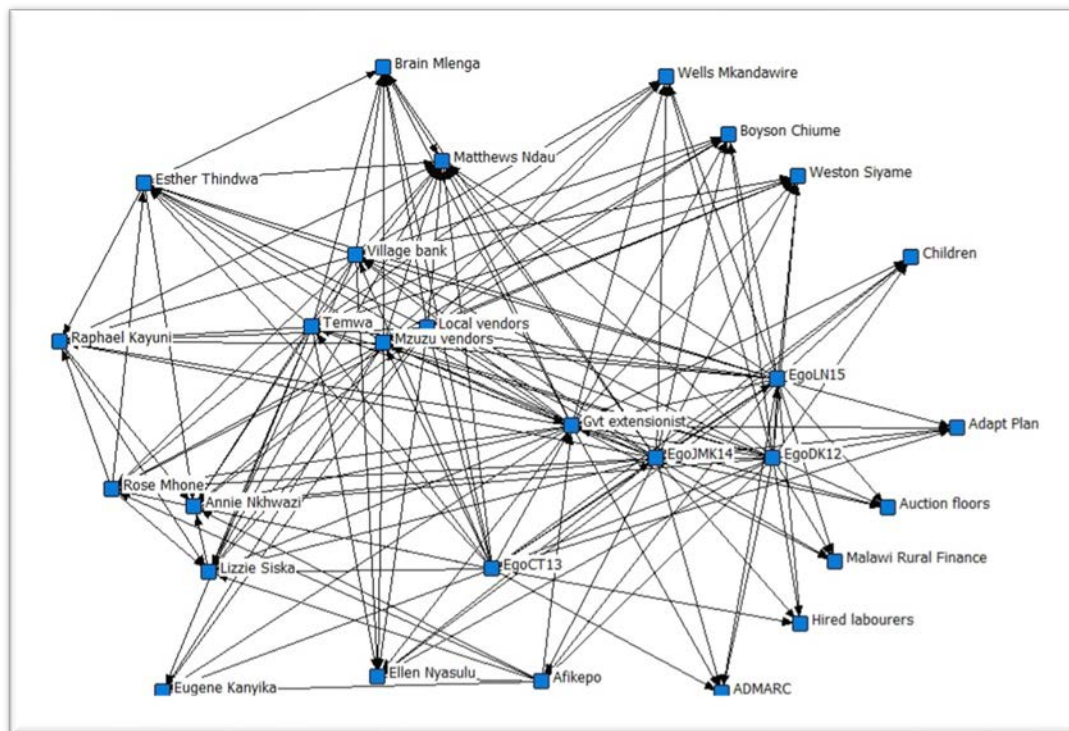 Brain Mlenga
Wells Mkandawire
Boyson Chiume
Matthews Ndau
Weston Siyame
Esther Thindwa
Village bank
Children
Temwa
Local vendors
Raphael Kayuni
Mzuzu vendors
EgoLN15
Gvt extensionist
Adapt Plan
EgoJMK14
EgoDK12
Rose Mhone
Annie Nkhwazi
Auction floors
Malawi Rural Finance
Lizzie Siska
EgoCT13
Hired labourers
Ellen Nyasulu
Afikepo
Eugene Kanyika
ADMARC